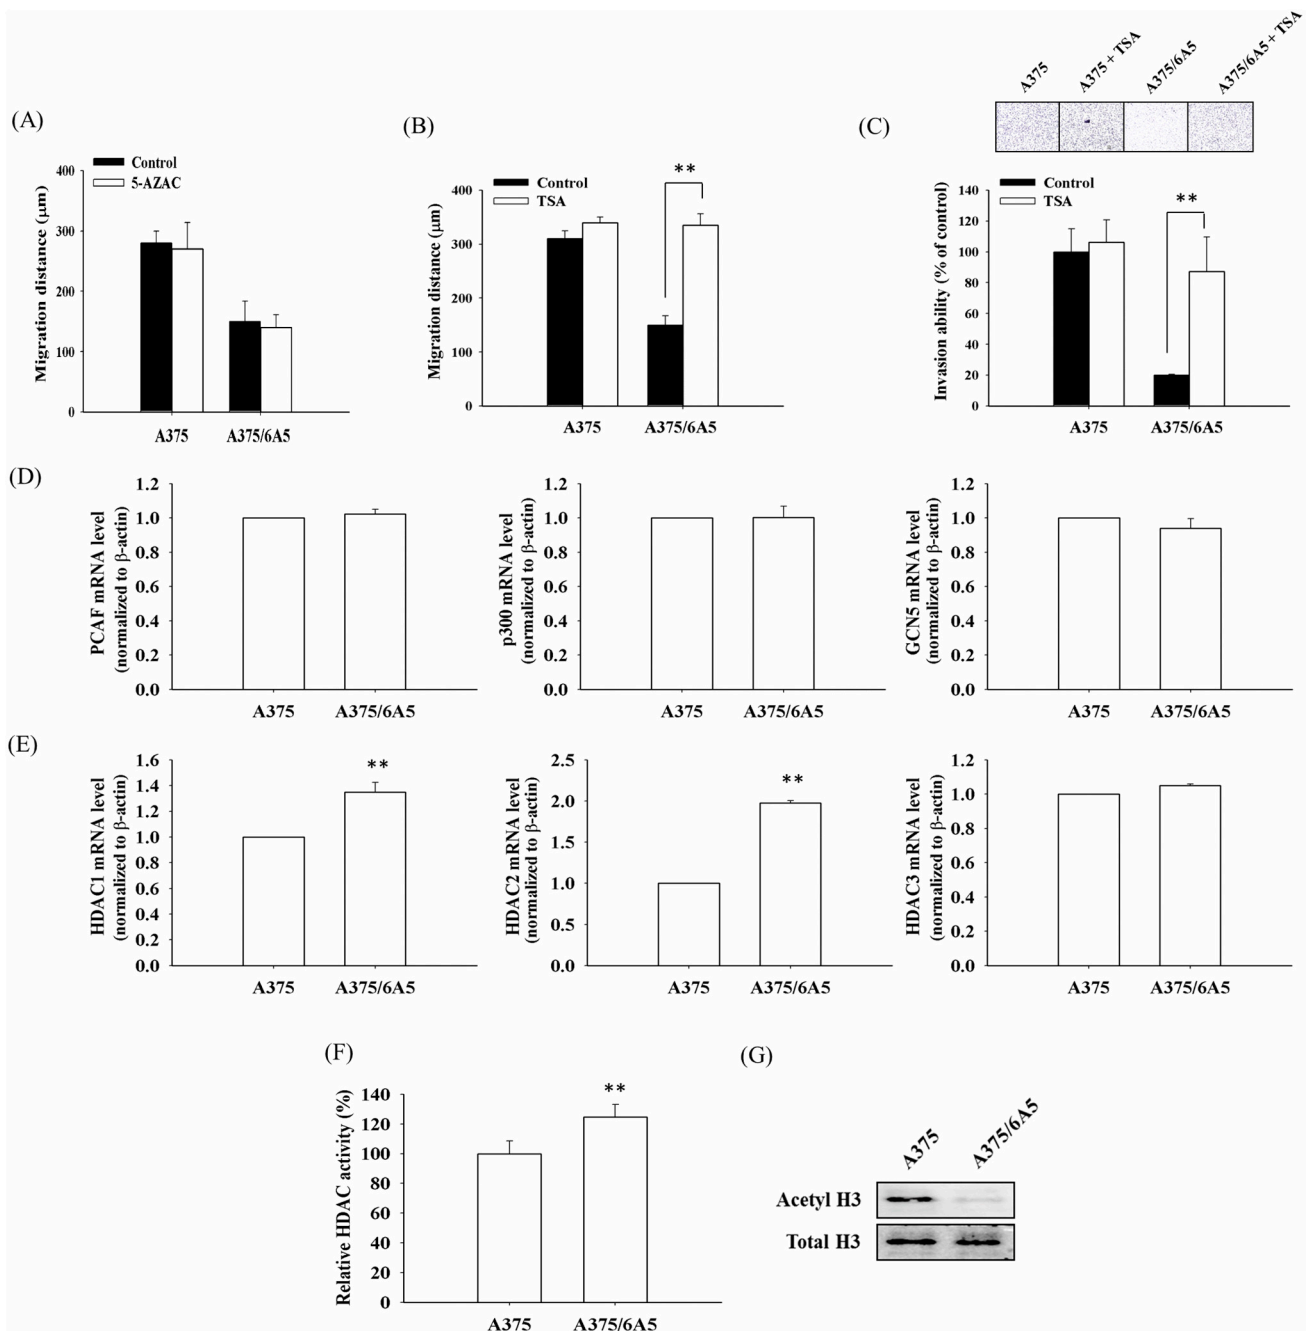 A375
A375 + TSA
A375/6A5
A375/6A5 + TSA
(A)
(B)
(C)
Control
5-AZAC
Migration distance (μm)
400
300
200
100
0
A375
A375/6A5
Control
TSA
**
Migration distance (μm)
400
300
200
100
0
A375
A375/6A5
Control
TSA
**
Invasion ability (% of control)
140
120
100
80
60
40
20
0
A375
A375/6A5
(D)
PCAF mRNA level
(normalized to β-actin)
1.2
1.0
0.8
0.6
0.4
0.2
0.0
A375
A375/6A5
p300 mRNA level
(normalized to β-actin)
1.2
1.0
0.8
0.6
0.4
0.2
0.0
A375
A375/6A5
GCN5 mRNA level
(normalized to β-actin)
1.2
1.0
0.8
0.6
0.4
0.2
0.0
A375
A375/6A5
(E)
HDAC1 mRNA level
(normalized to β-actin)
1.6
1.4
1.2
1.0
0.8
0.6
0.4
0.2
0.0
**
A375
A375/6A5
HDAC2 mRNA level
(normalized to β-actin)
2.5
2.0
1.5
1.0
0.5
0.0
**
A375
A375/6A5
HDAC3 mRNA level
(normalized to β-actin)
1.2
1.0
0.8
0.6
0.4
0.2
0.0
A375
A375/6A5
(F)
Relative HDAC activity (%)
140
120
100
80
60
40
20
0
**
A375
A375/6A5
(G)
A375
A375/6A5
Acetyl H3
Total H3